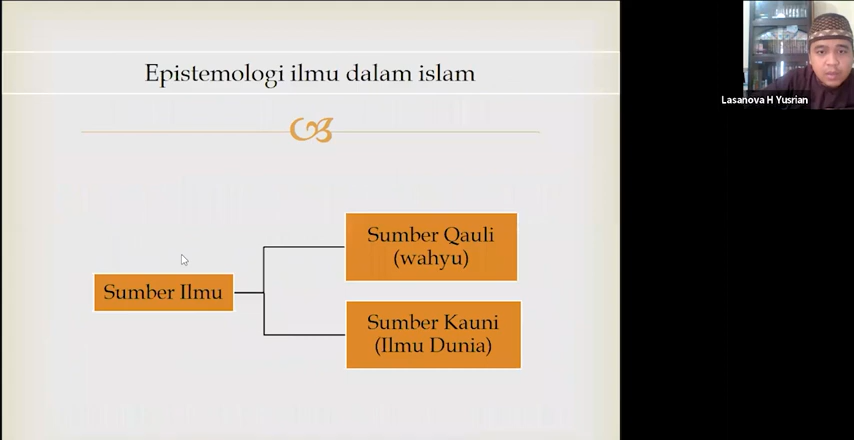 Epistemologi ilmu dalam islam
Sumber Ilmu
Sumber Qauli
(wahyu)
Sumber Kauni
(Ilmu Dunia)
Lasanova H Yusrian